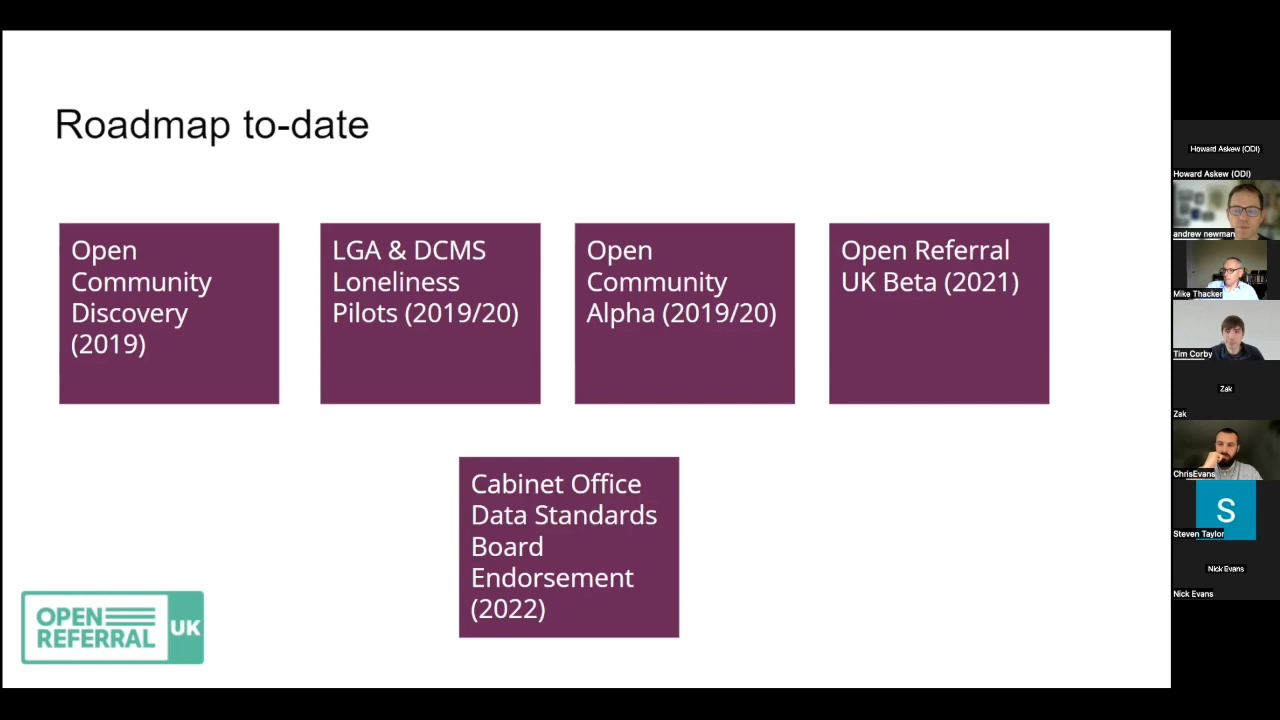 Roadmap to-date
Open
Community
Discovery
(2019)
LGA & DCMS
Loneliness
Pilots (2019/20)
Open
Community
Alpha (2019/20)
Open Referral
UK Beta (2021)
Cabinet Office
Data Standards
Board
Endorsement
(2022)
OPEN
REFERRAL
UK
Howard Askew (ODI)
Howard Askew (ODI)
andrew newman
Mike Thacker
Tim Corby
Zak
Zak
ChrisEvans
S
Steven Taylor
Nick Evans
Nick Evans